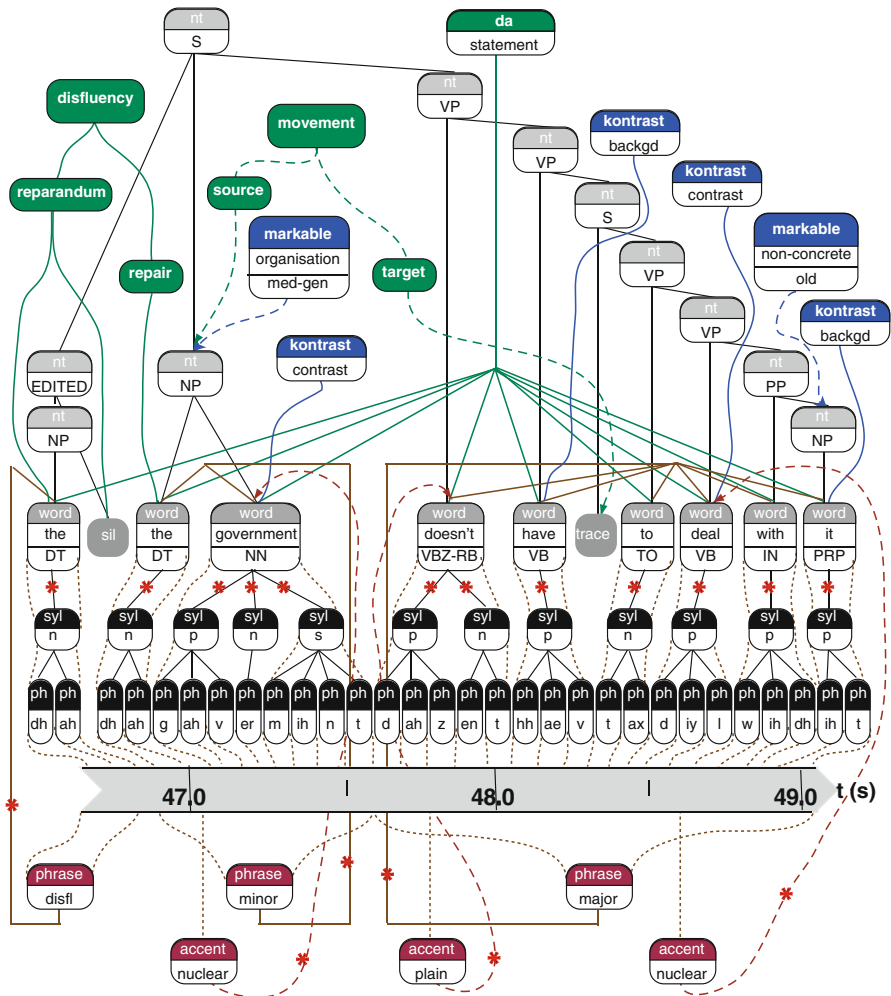 nt
S
da
statement
nt
VP
disfluency
movement
kontrast
backgd
nt
VP
kontrast
contrast
reparandum
source
nt
S
markable
organisation
med-gen
markable
non-concrete
old
repair
target
nt
VP
nt
VP
kontrast
backgd
kontrast
contrast
nt
EDITED
nt
NP
nt
PP
nt
NP
nt
NP
word word word word word word word word word
the sil the government doesn't have trace to deal with it
DT DT NN VBZ-RB VB TO VB IN PRP
* * * * * * * * * * * *
syl syl syl syl syl syl syl syl syl syl syl syl
n n p n s p n p n p p p
ph ph ph ph ph ph ph ph ph ph ph ph ph ph ph ph ph ph ph ph ph ph ph ph ph ph ph ph
dh ah dh ah g ah v er m ih n t d ah z en t hh ae v t ax d iy l w ih dh ih t
47.0 48.0 49.0 t (s)
*
* * *
phrase phrase phrase
disfl minor major
accent accent accent
nuclear plain nuclear
* *